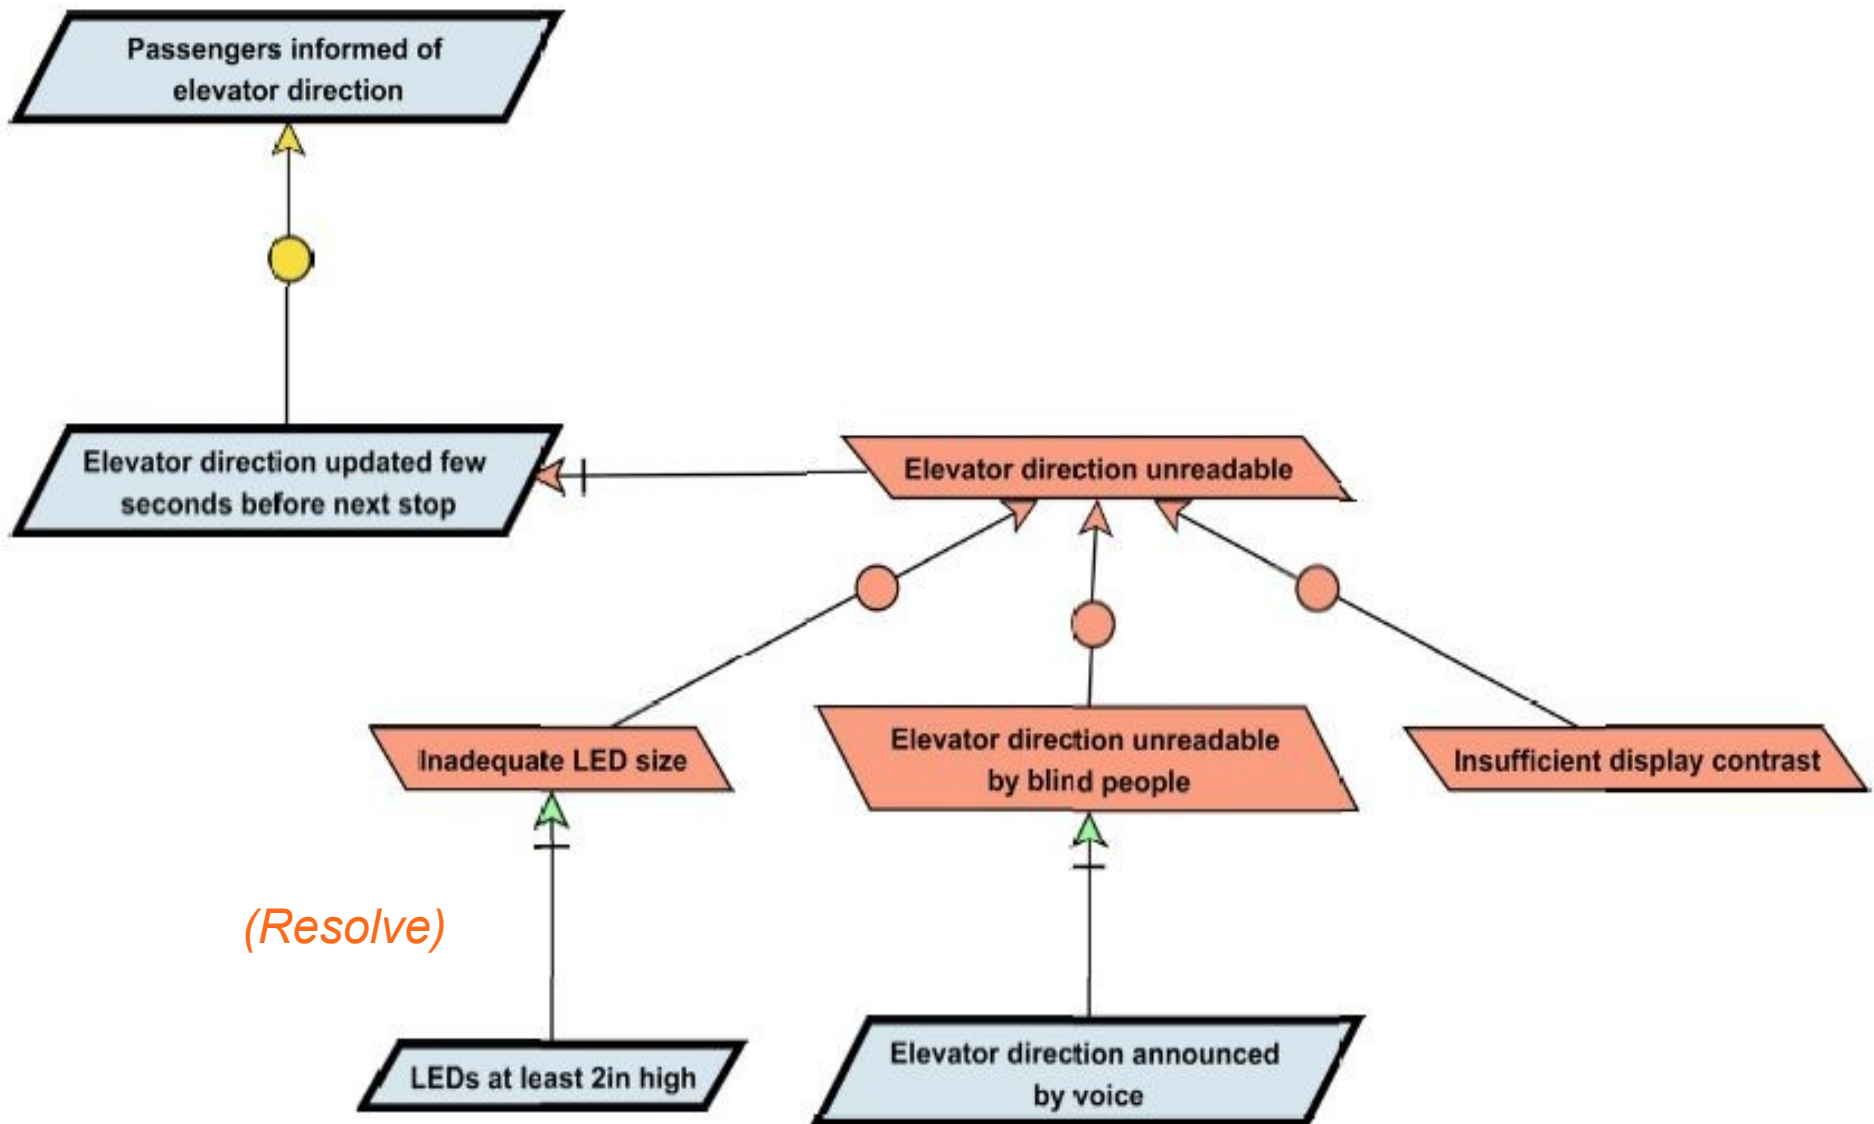 Passengers informed of
elevator direction
Elevator direction updated few
seconds before next stop
Elevator direction unreadable
Inadequate LED size
Elevator direction unreadable
by blind people
Insufficient display contrast
(Resolve)
LEDs at least 2in high
Elevator direction announced
by voice